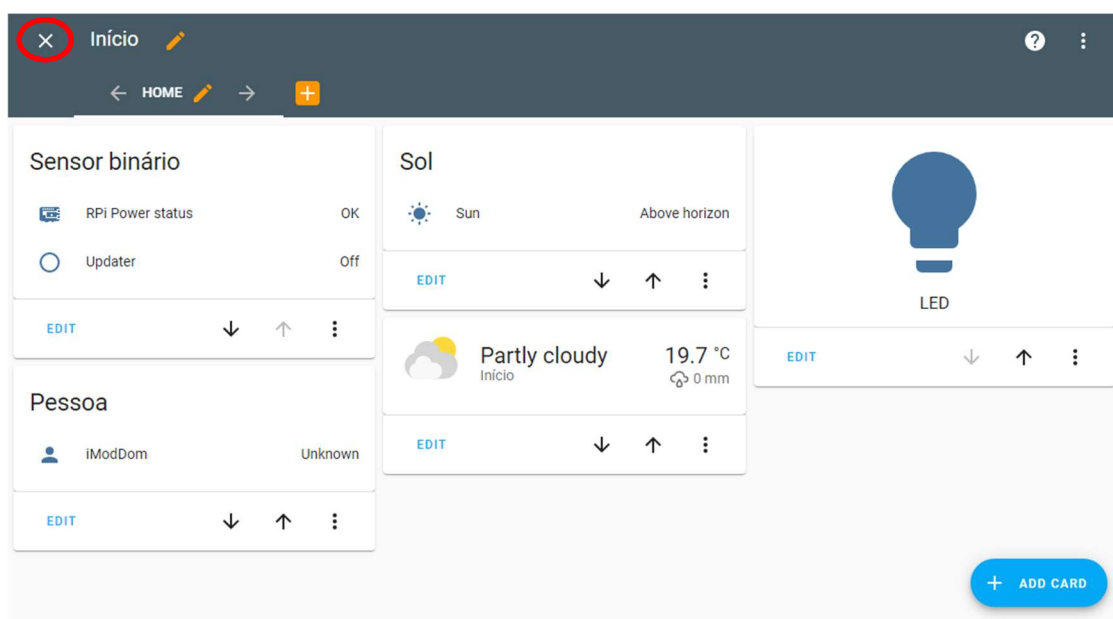 Início
HOME
Sensor binário
RPi Power status OK
Updater Off
EDIT
Pessoa
iModDom Unknown
EDIT
Sol
Sun Above horizon
EDIT
Partly cloudy 19.7 °C
Início 0 mm
EDIT
LED
EDIT
ADD CARD